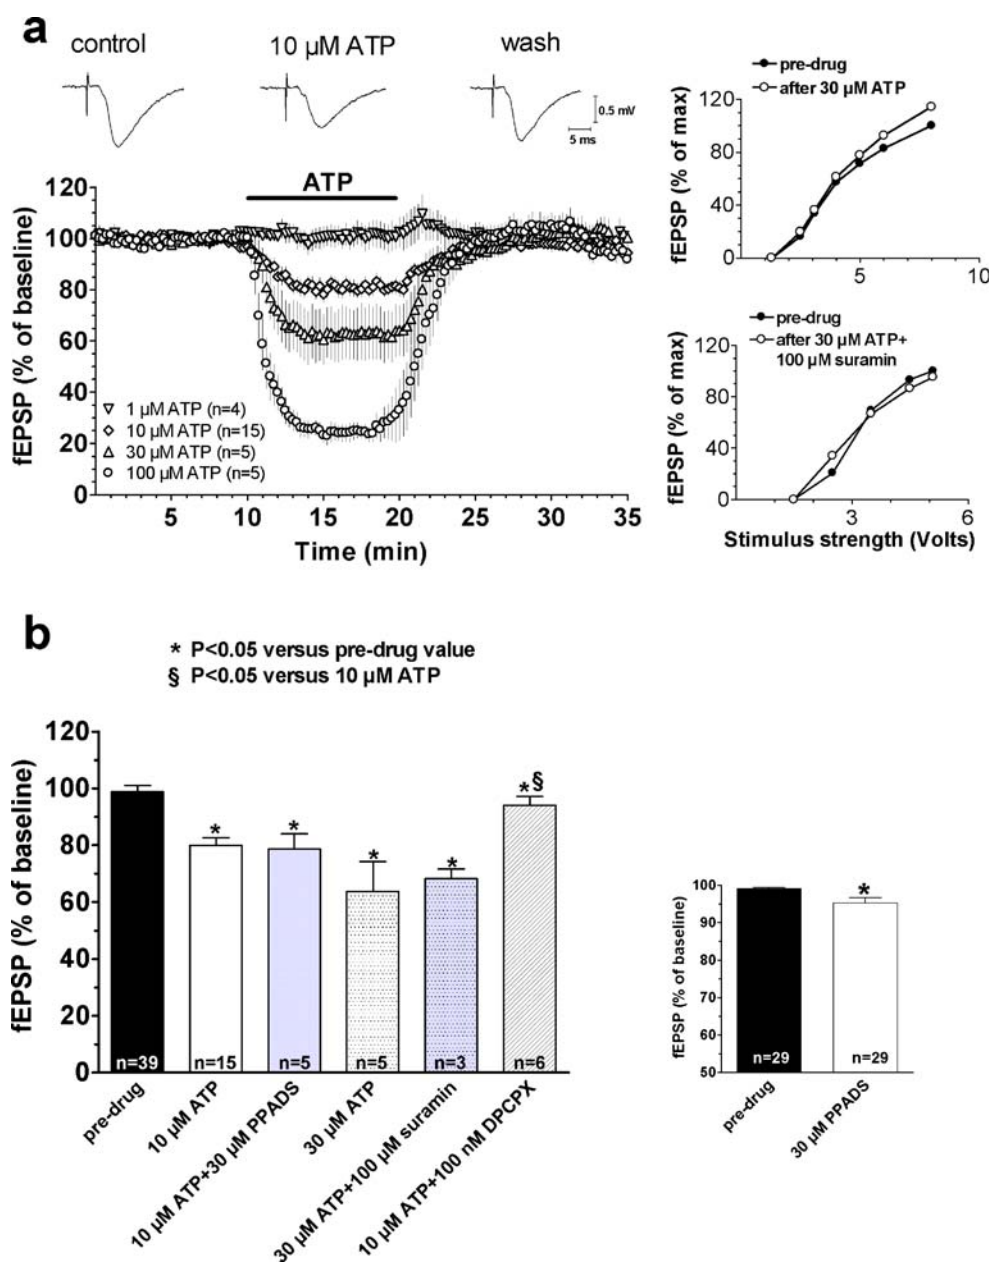 a
control
10 µM ATP
wash
0.5 mV
5 ms
ATP
fEPSP (% of baseline)
120
100
80
60
40
20
0
1 µM ATP (n=4)
10 µM ATP (n=15)
30 µM ATP (n=5)
100 µM ATP (n=5)
5 10 15 20 25 30 35
Time (min)
pre-drug
after 30 µM ATP
fEPSP (% of max)
120
80
40
0
5 10
pre-drug
after 30 µM ATP+
100 µM suramin
fEPSP (% of max)
120
80
40
0
3 6
Stimulus strength (Volts)
b
* P<0.05 versus pre-drug value
§ P<0.05 versus 10 µM ATP
fEPSP (% of baseline)
120
100
80
60
40
20
0
* * * * *§
n=39 n=15 n=5 n=5 n=3 n=6
pre-drug
10 µM ATP
10 µM ATP+30 µM PPADS
30 µM ATP
30 µM ATP+100 µM suramin
10 µM ATP+100 nM DPCPX
fEPSP (% of baseline)
100
90
80
70
60
50
*
n=29 n=29
pre-drug
30 µM PPADS